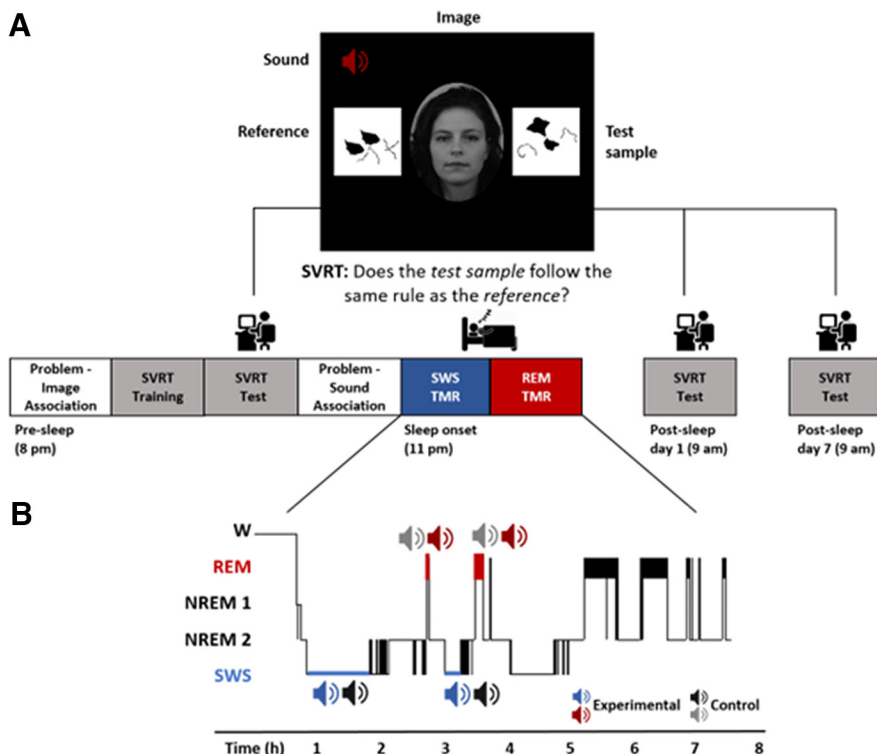 A
Image
Sound
Reference
Test
sample
SVRT: Does the test sample follow the
same rule as the reference?
Problem -
Image
Association
SVRT
Training
SVRT
Test
Problem -
Sound
Association
SWS
TMR
REM
TMR
SVRT
Test
SVRT
Test
Pre-sleep
(8 pm)
Sleep onset
(11 pm)
Post-sleep
day 1 (9 am)
Post-sleep
day 7 (9 am)
B
W
REM
NREM 1
NREM 2
SWS
Experimental
Control
Time (h) 1 2 3 4 5 6 7 8